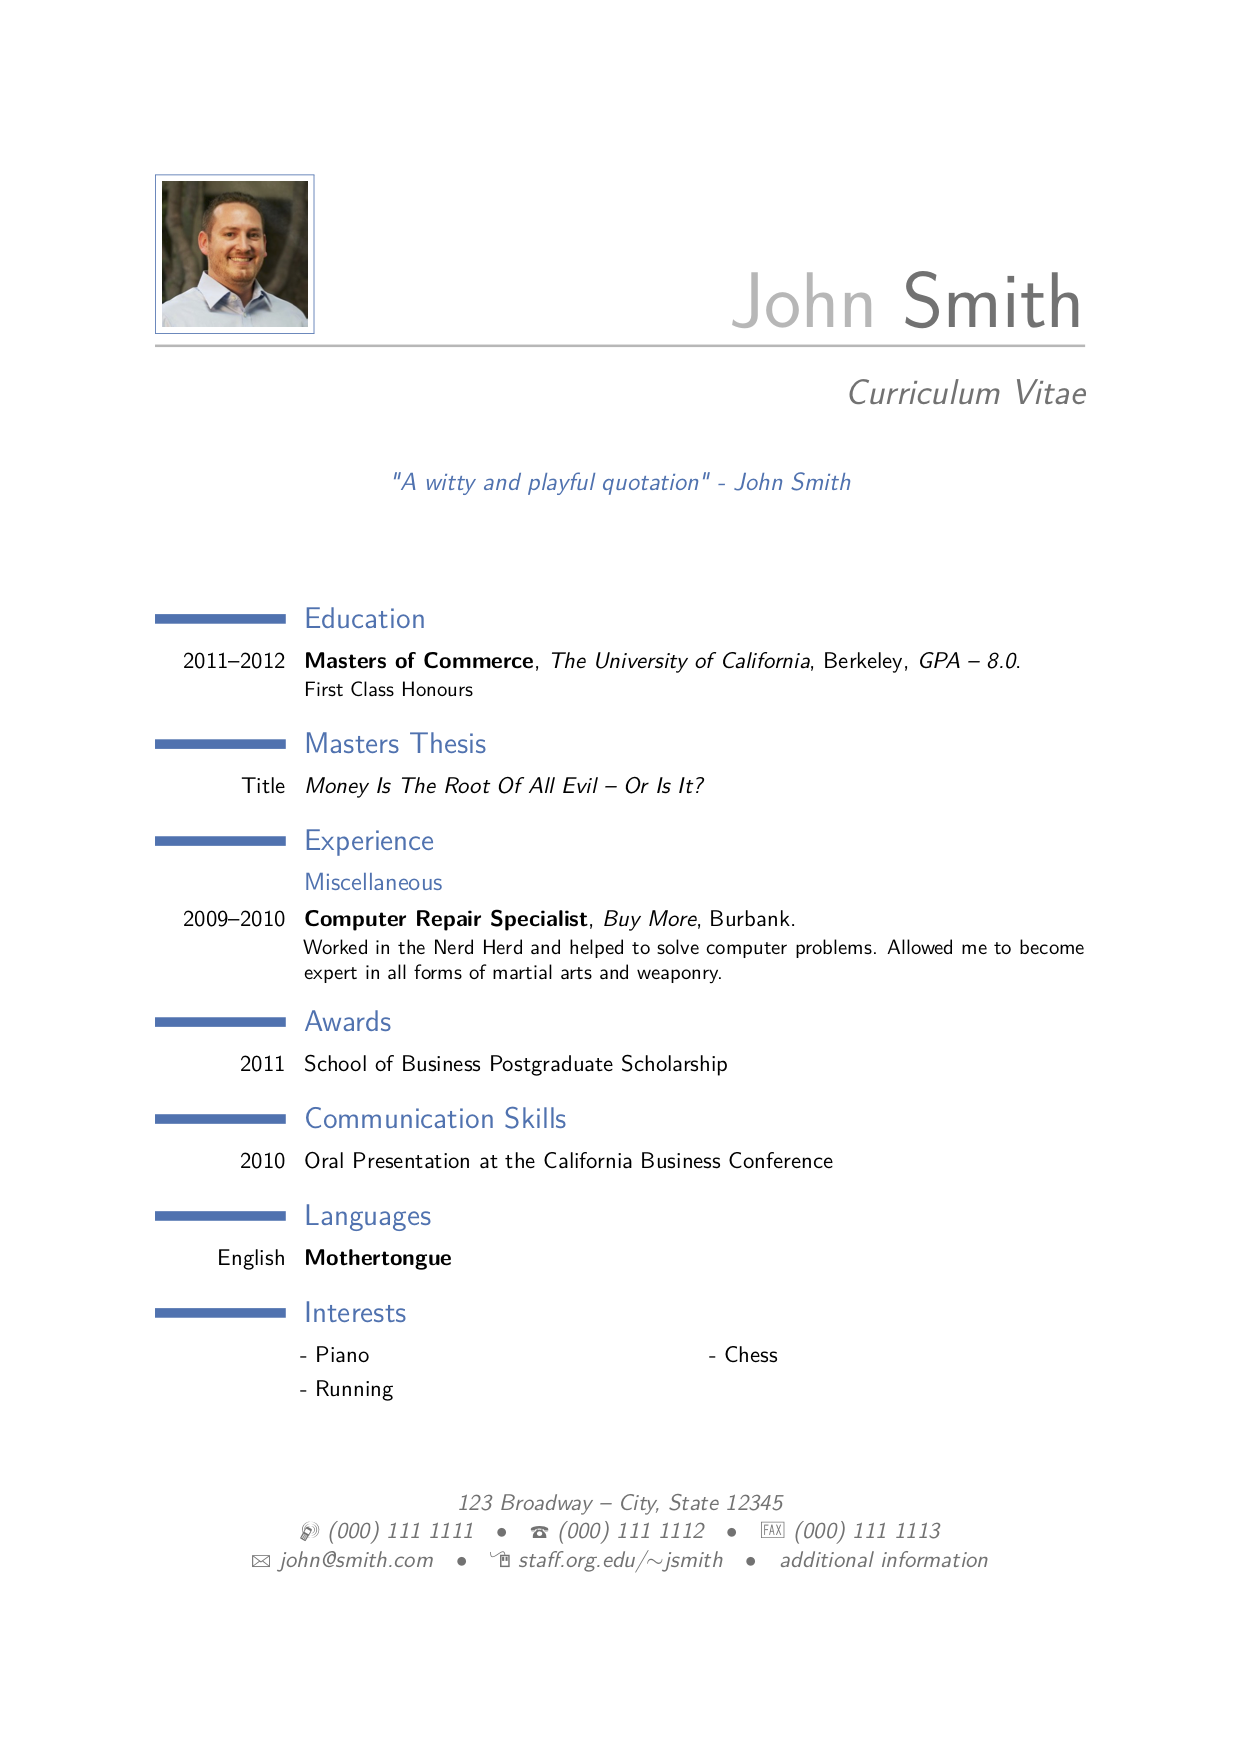 John Smith
Curriculum Vitae
"A witty and playful quotation" - John Smith
Education
2011–2012 Masters of Commerce, The University of California, Berkeley, GPA – 8.0.
First Class Honours
Masters Thesis
Title Money Is The Root Of All Evil – Or Is It?
Experience
Miscellaneous
2009–2010 Computer Repair Specialist, Buy More, Burbank.
Worked in the Nerd Herd and helped to solve computer problems. Allowed me to become
expert in all forms of martial arts and weaponry.
Awards
2011 School of Business Postgraduate Scholarship
Communication Skills
2010 Oral Presentation at the California Business Conference
Languages
English Mothertongue
Interests
- Piano - Chess
- Running
123 Broadway – City, State 12345
(000) 111 1111 • (000) 111 1112 • FAX (000) 111 1113
john@smith.com • staff.org.edu/~jsmith • additional information